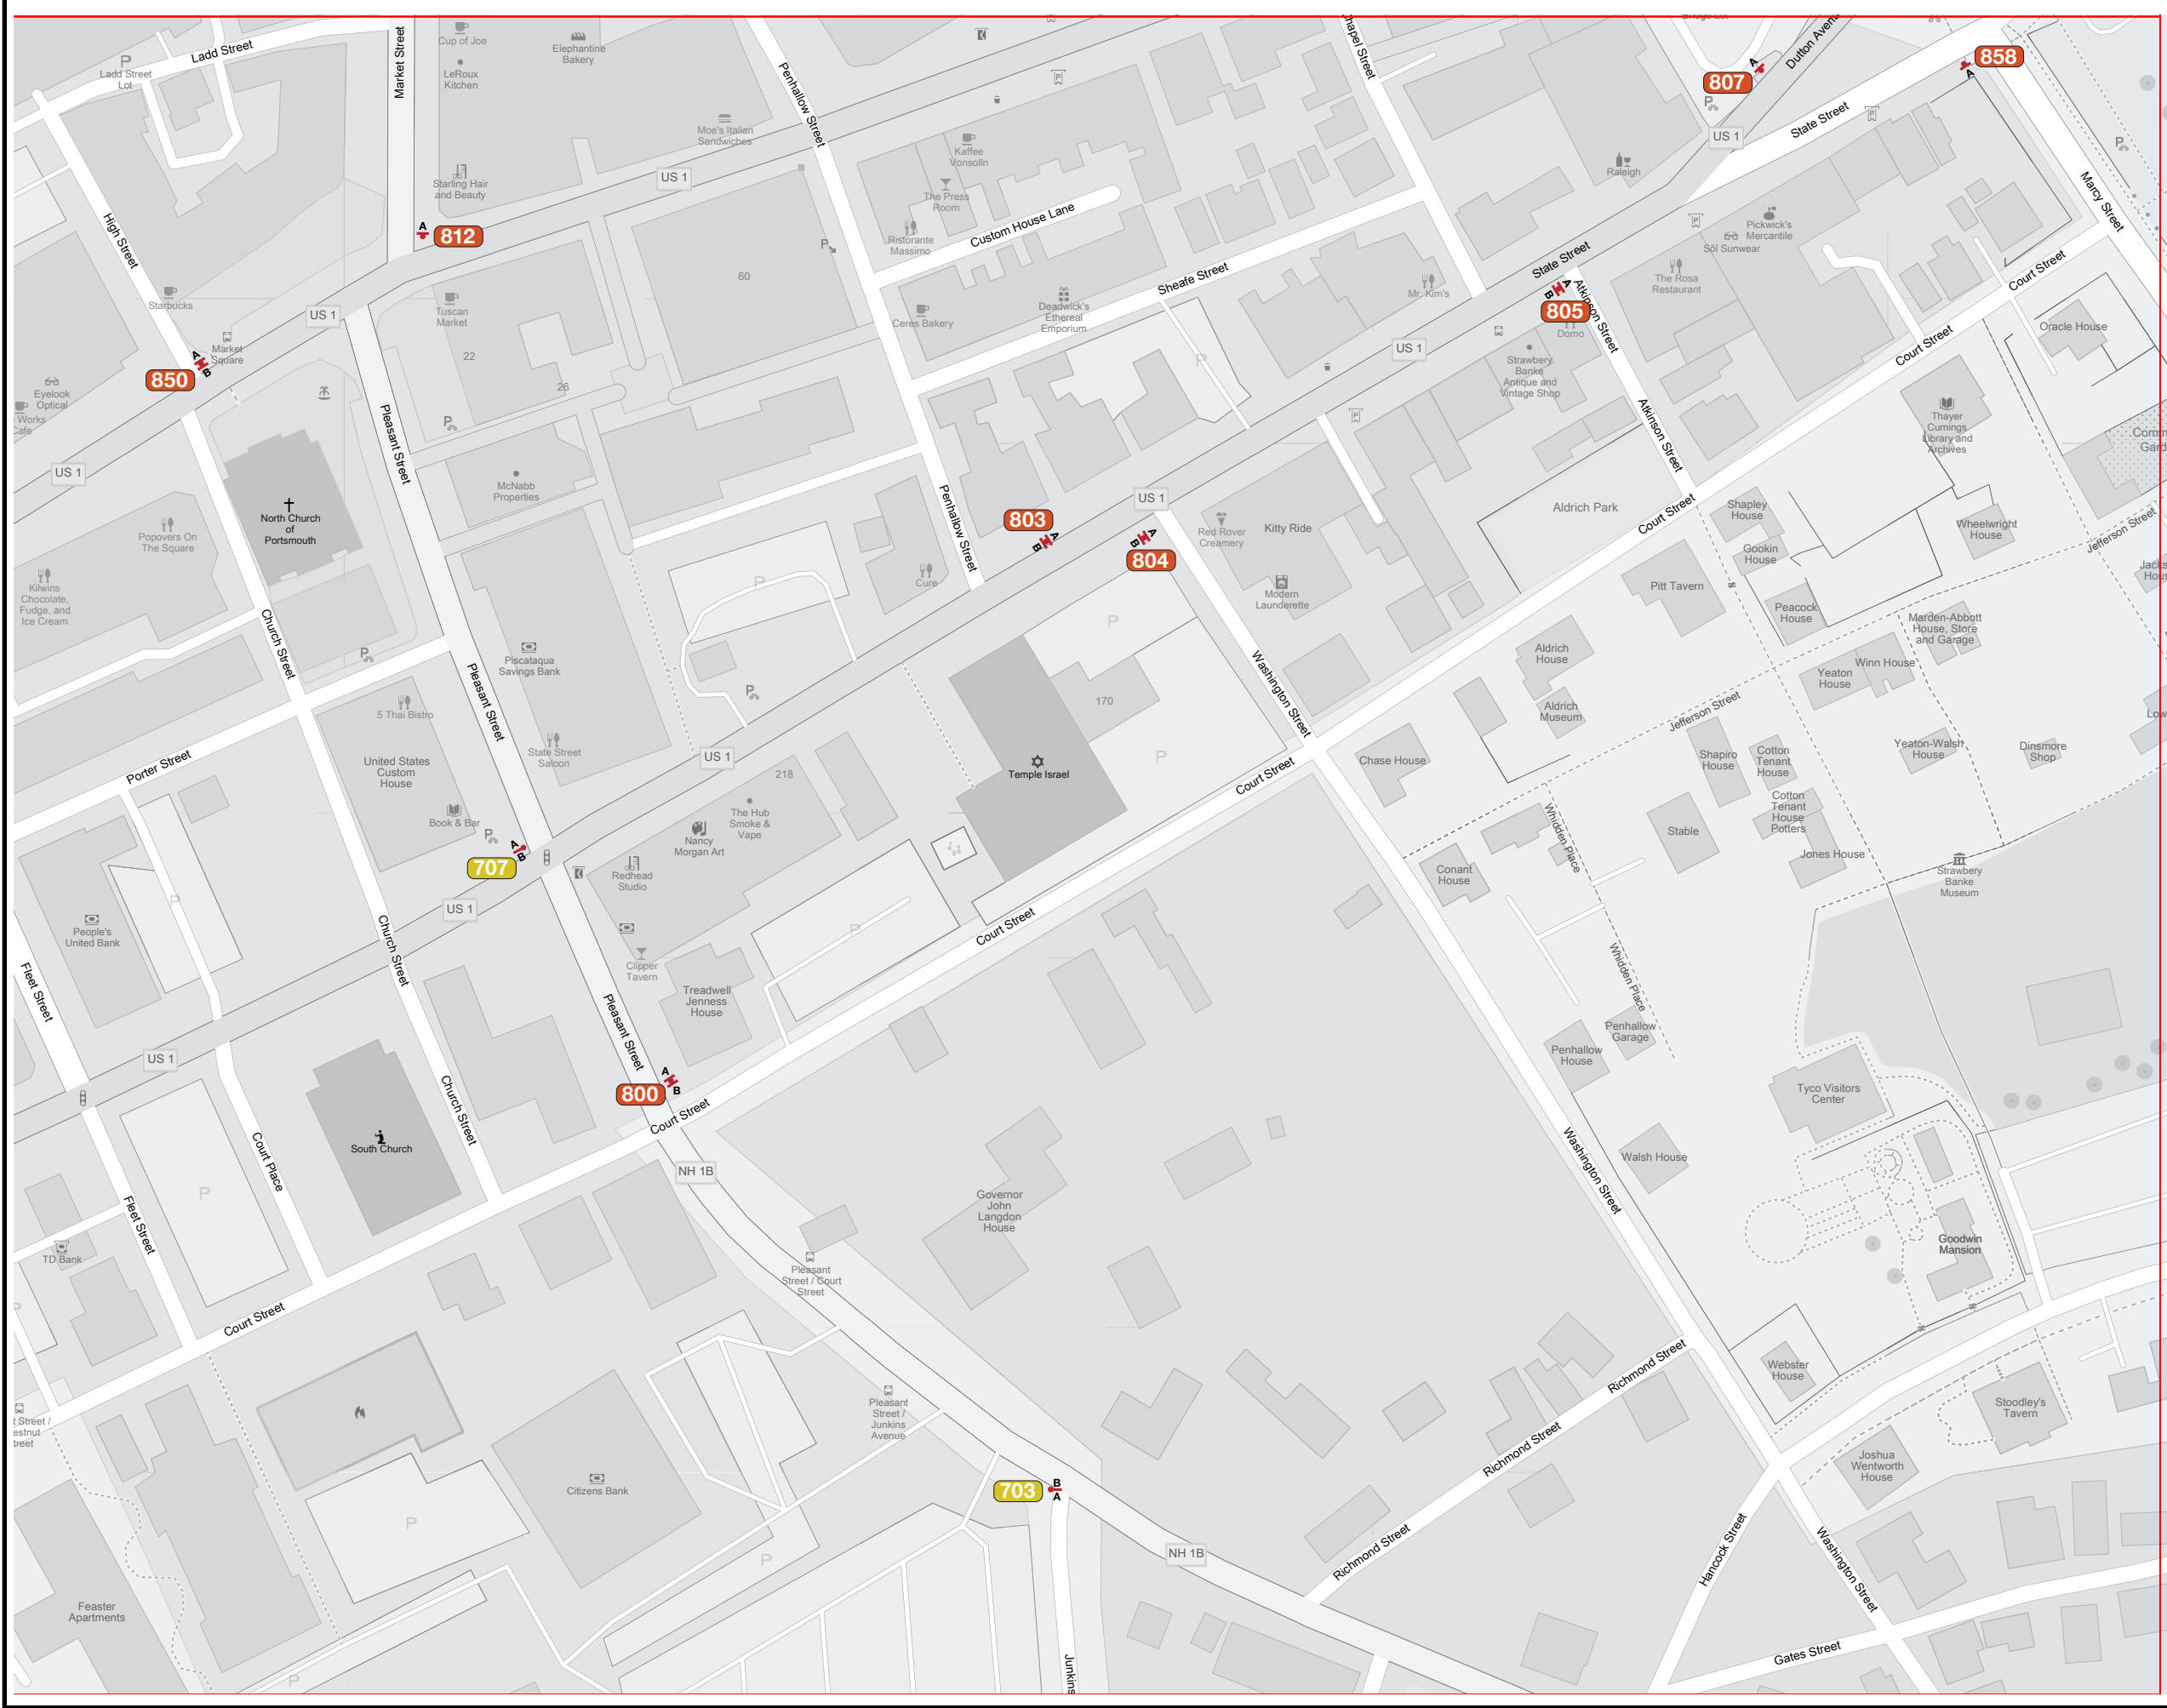 Ladd Street
Market Street
Cup of Joe
Elephantine
Bakery
P
Ladd Street
Lot
LeRoux
Kitchen
Penhallow Street
Chapel Street
Dutton Avenue
858
A
807
A
State Street
US 1
Moe's Italian
Sandwiches
Kaffee
Vonsolln
Raleigh
Starling Hair
and Beauty
US 1
The Press
Room
Custom House Lane
Ristorante
Massimo
Marcy Street
High Street
A
812
Pickwick's
Mercantile
Sōl Sunwear
State Street
60
Sheafe Street
The Rosa
Restaurant
Court Street
Starbucks
Tuscan
Market
US 1
Ceres Bakery
Deadwick's
Ethereal
Emporium
Mr. Kim's
A
B
805
Atkinson Street
Domo
Oracle House
Market
Square
22
26
A
B
850
US 1
Court Street
Strawbery
Banke
Antique and
Vintage Shop
Eyelook
Optical
Works
Cafe
Pleasant Street
Atkinson Street
Thayer
Cumings
Library and
Archives
US 1
McNabb
Properties
Penhallow Street
US 1
Aldrich Park
Court Street
Shapley
House
North Church
of
Portsmouth
803
A
B
A
B
804
Red Rover
Creamery
Kitty Ride
Wheelwright
House
Jefferson Street
Popovers On
The Square
Gookin
House
Kilwins
Chocolate,
Fudge, and
Ice Cream
Cure
P
Modern
Launderette
Pitt Tavern
Peacock
House
Marden-Abbott
House, Store
and Garage
Church Street
P
Piscataqua
Savings Bank
Aldrich
House
Winn House
Yeaton
House
Pleasant Street
Washington Street
5 Thai Bistro
170
Aldrich
Museum
Jefferson Street
State Street
Saloon
US 1
Porter Street
United States
Custom
House
218
Temple Israel
P
Court Street
Chase House
Shapiro
House
Cotton
Tenant
House
Yeaton-Walsh
House
Dinsmore
Shop
Book & Bar
The Hub
Smoke &
Vape
Nancy
Morgan Art
Stable
Cotton
Tenant
House
Potters
Whidden Place
A
B
707
Redhead
Studio
Conant
House
Jones House
Strawbery
Banke
Museum
US 1
P
People's
United Bank
P
Court Street
Church Street
Clipper
Tavern
Whidden Place
Fleet Street
Treadwell
Jenness
House
Pleasant Street
Penhallow
Garage
Penhallow
House
US 1
A
B
800
Tyco Visitors
Center
Court Street
Church Street
South Church
Court Place
NH 1B
Walsh House
Washington Street
P
Governor
John
Langdon
House
Fleet Street
TD Bank
Goodwin
Mansion
Pleasant
Street / Court
Street
Court Street
Richmond Street
Webster
House
Pleasant
Street /
Junkins
Avenue
Stoodley's
Tavern
Richmond Street
Joshua
Wentworth
House
Citizens Bank
703
B
A
P
Richmond Street
NH 1B
P
Hancock Street
Washington Street
Feaster
Apartments
Gates Street
Junkins
P